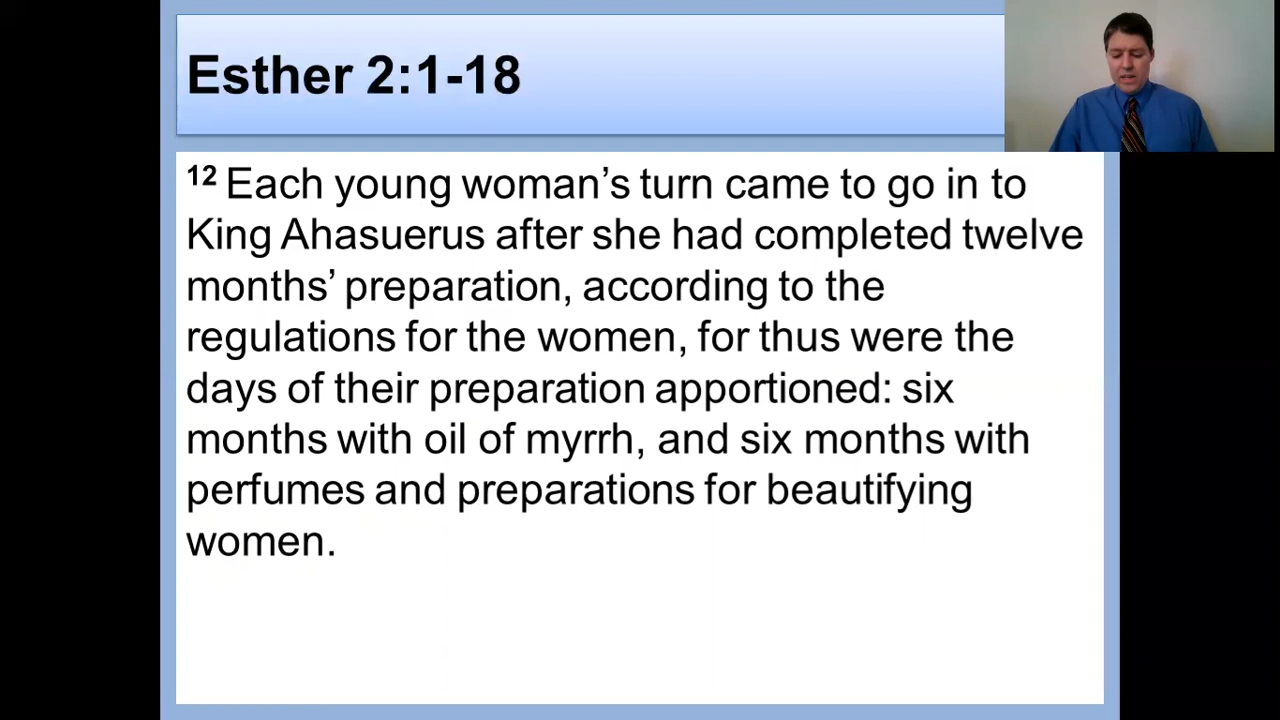 Esther 2:1-18
12 Each young woman’s turn came to go in to
King Ahasuerus after she had completed twelve
months’ preparation, according to the
regulations for the women, for thus were the
days of their preparation apportioned: six
months with oil of myrrh, and six months with
perfumes and preparations for beautifying
women.